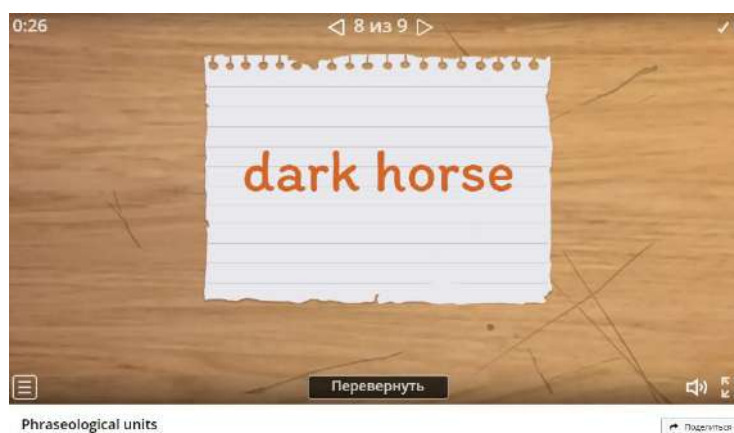 0:26
8 из 9
dark horse
Перевернуть
Phraseological units
Поделиться